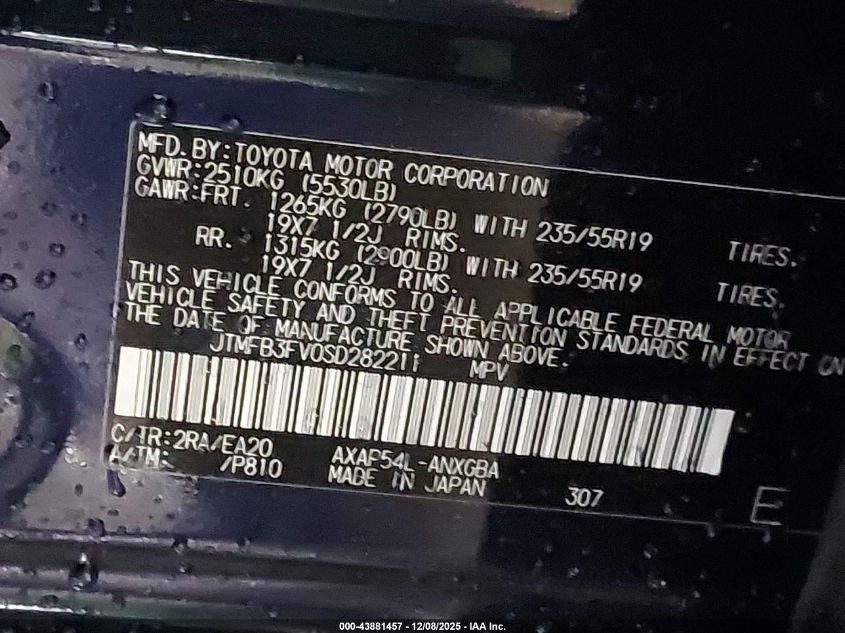 MFD. BY:TOYOTA MOTOR CORPORATION
GVWR:2510KG (5530LB)
GAWR:FRT. 1265KG (2790LB) WITH 235/55R19 TIRES.
19X7 1/2J RIMS.
RR. 1315KG (2900LB) WITH 235/55R19 TIRES.
19X7 1/2J RIMS.
THIS VEHICLE CONFORMS TO ALL APPLICABLE FEDERAL MOTOR
VEHICLE SAFETY AND THEFT PREVENTION STANDARDS IN EFFECT ON
THE DATE OF MANUFACTURE SHOWN ABOVE.
JTMFB3FV0SD282211 MPV
C/TR:2RA/EA20 AXAP54L-ANXGBA
A/TM: /P810 MADE IN JAPAN 307 E
000-43881457 - 12/08/2025 - IAA Inc.